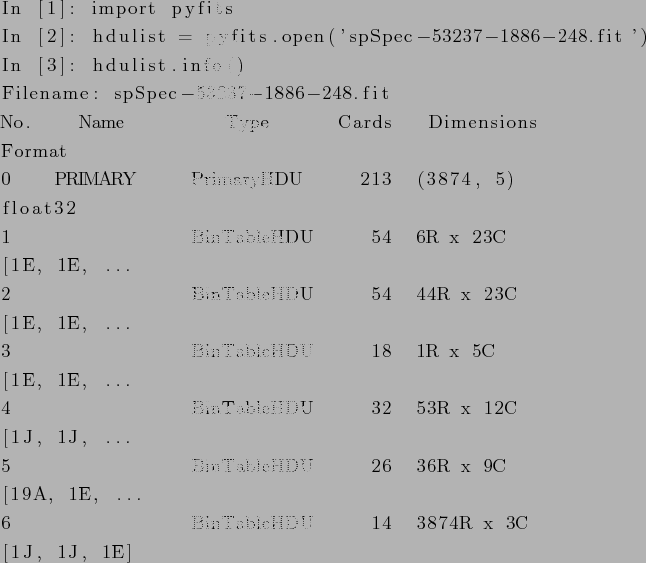 In [1]: import pyfits
In [2]: hdulist = pyfits.open('spSpec-53237-1886-248.fit ')
In [3]: hdulist.info()
Filename: spSpec-53237-1886-248.fit
No. Name Type Cards Dimensions
Format
0 PRIMARY PrimaryHDU 213 (3874, 5)
float32
1 BinTableHDU 54 6R x 23C
[1E, 1E, ...
2 BinTableHDU 54 44R x 23C
[1E, 1E, ...
3 BinTableHDU 18 1R x 5C
[1E, 1E, ...
4 BinTableHDU 32 53R x 12C
[1J, 1J, ...
5 BinTableHDU 26 36R x 9C
[19A, 1E, ...
6 BinTableHDU 14 3874R x 3C
[1J, 1J, 1E]